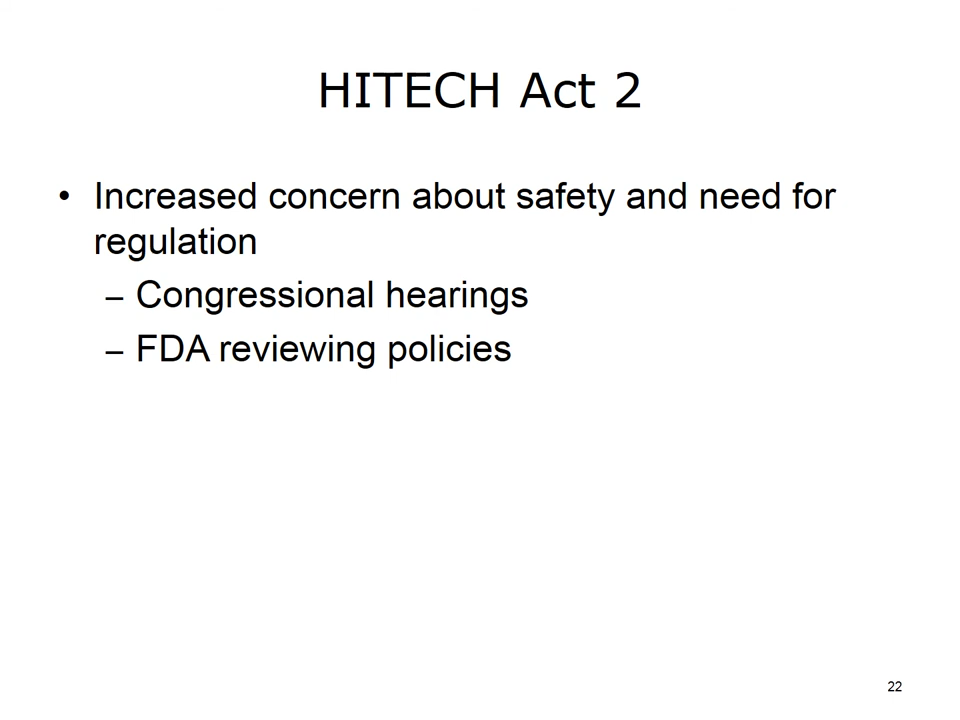 HITECH Act 2
• Increased concern about safety and need for
regulation
– Congressional hearings
– FDA reviewing policies
22